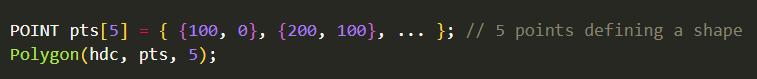 POINT pts[5] = { {100, 0}, {200, 100}, ... }; // 5 points defining a shape
Polygon(hdc, pts, 5);